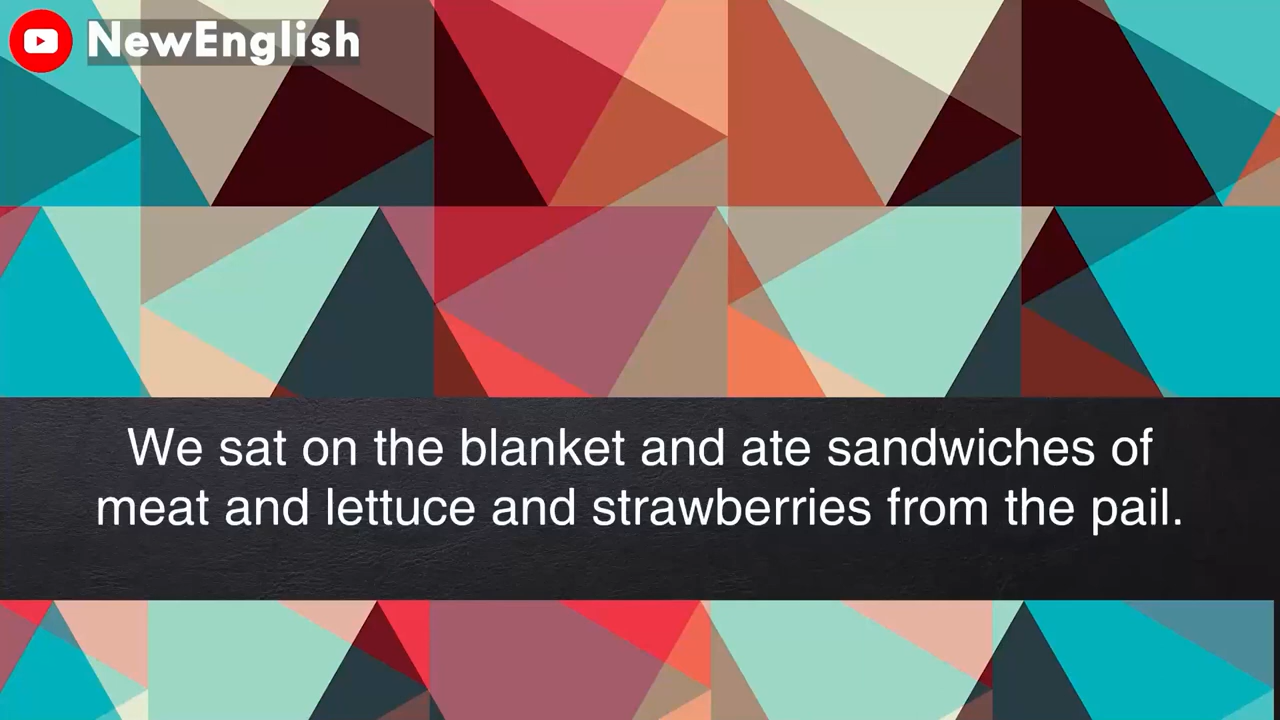 NewEnglish
We sat on the blanket and ate sandwiches of
meat and lettuce and strawberries from the pail.